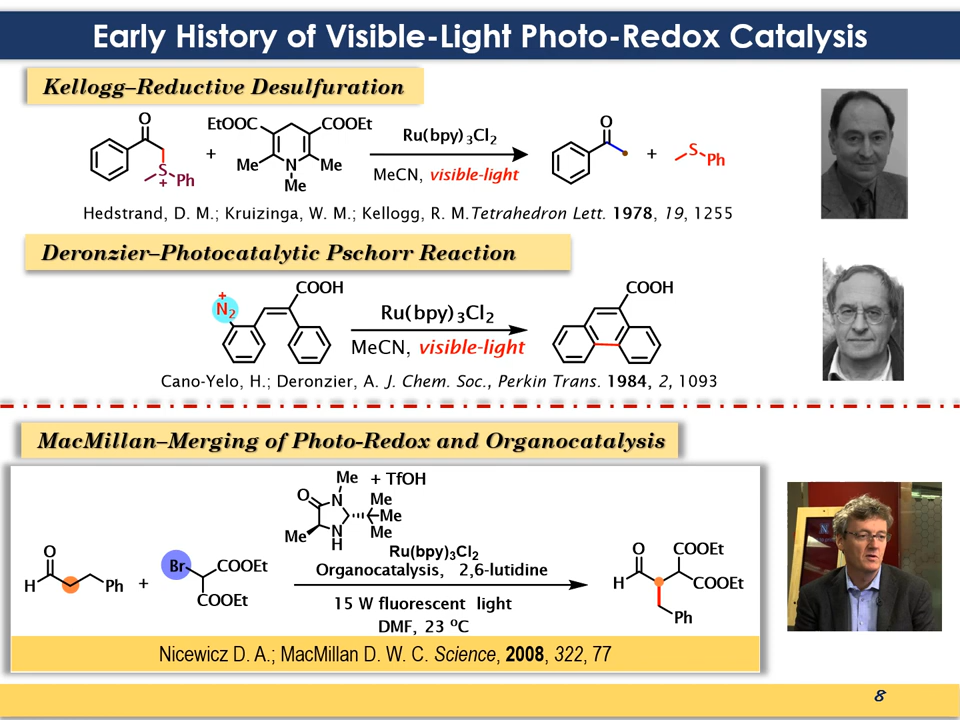 Early History of Visible-Light Photo-Redox Catalysis
Kellogg–Reductive Desulfuration
O
S
+
Ph
+
EtOOC
COOEt
Me
N
Me
Me
Ru(bpy)3Cl2
MeCN, visible-light
O
+
S
Ph
Hedstrand, D. M.; Kruizinga, W. M.; Kellogg, R. M.Tetrahedron Lett. 1978, 19, 1255
Deronzier–Photocatalytic Pschorr Reaction
+
N2
COOH
Ru(bpy)3Cl2
MeCN, visible-light
COOH
Cano-Yelo, H.; Deronzier, A. J. Chem. Soc., Perkin Trans. 1984, 2, 1093
MacMillan–Merging of Photo-Redox and Organocatalysis
Me + TfOH
O
N
Me
Me
Me
Me
N
H
O
H
Ph
+
Br
COOEt
COOEt
Ru(bpy)3Cl2
Organocatalysis, 2,6-lutidine
15 W fluorescent light
DMF, 23 ºC
O
COOEt
H
COOEt
Ph
Nicewicz D. A.; MacMillan D. W. C. Science, 2008, 322, 77
8